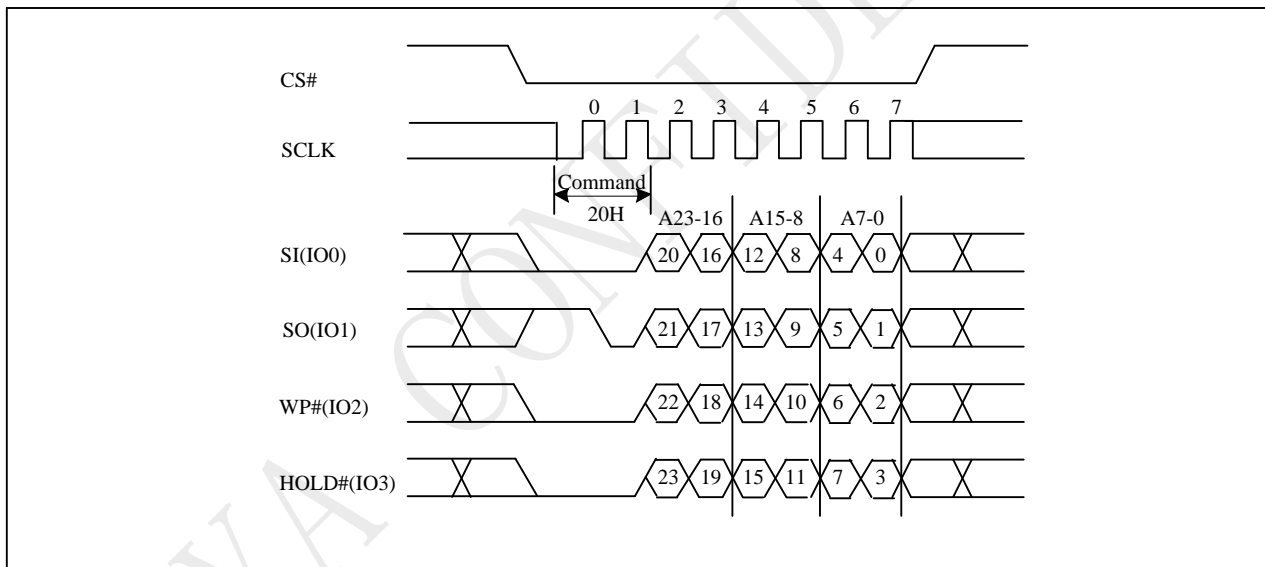 CS#
0 1 2 3 4 5 6 7
SCLK
Command
20H
A23-16 A15-8 A7-0
SI(IO0) 20 16 12 8 4 0
SO(IO1) 21 17 13 9 5 1
WP#(IO2) 22 18 14 10 6 2
HOLD#(IO3) 23 19 15 11 7 3